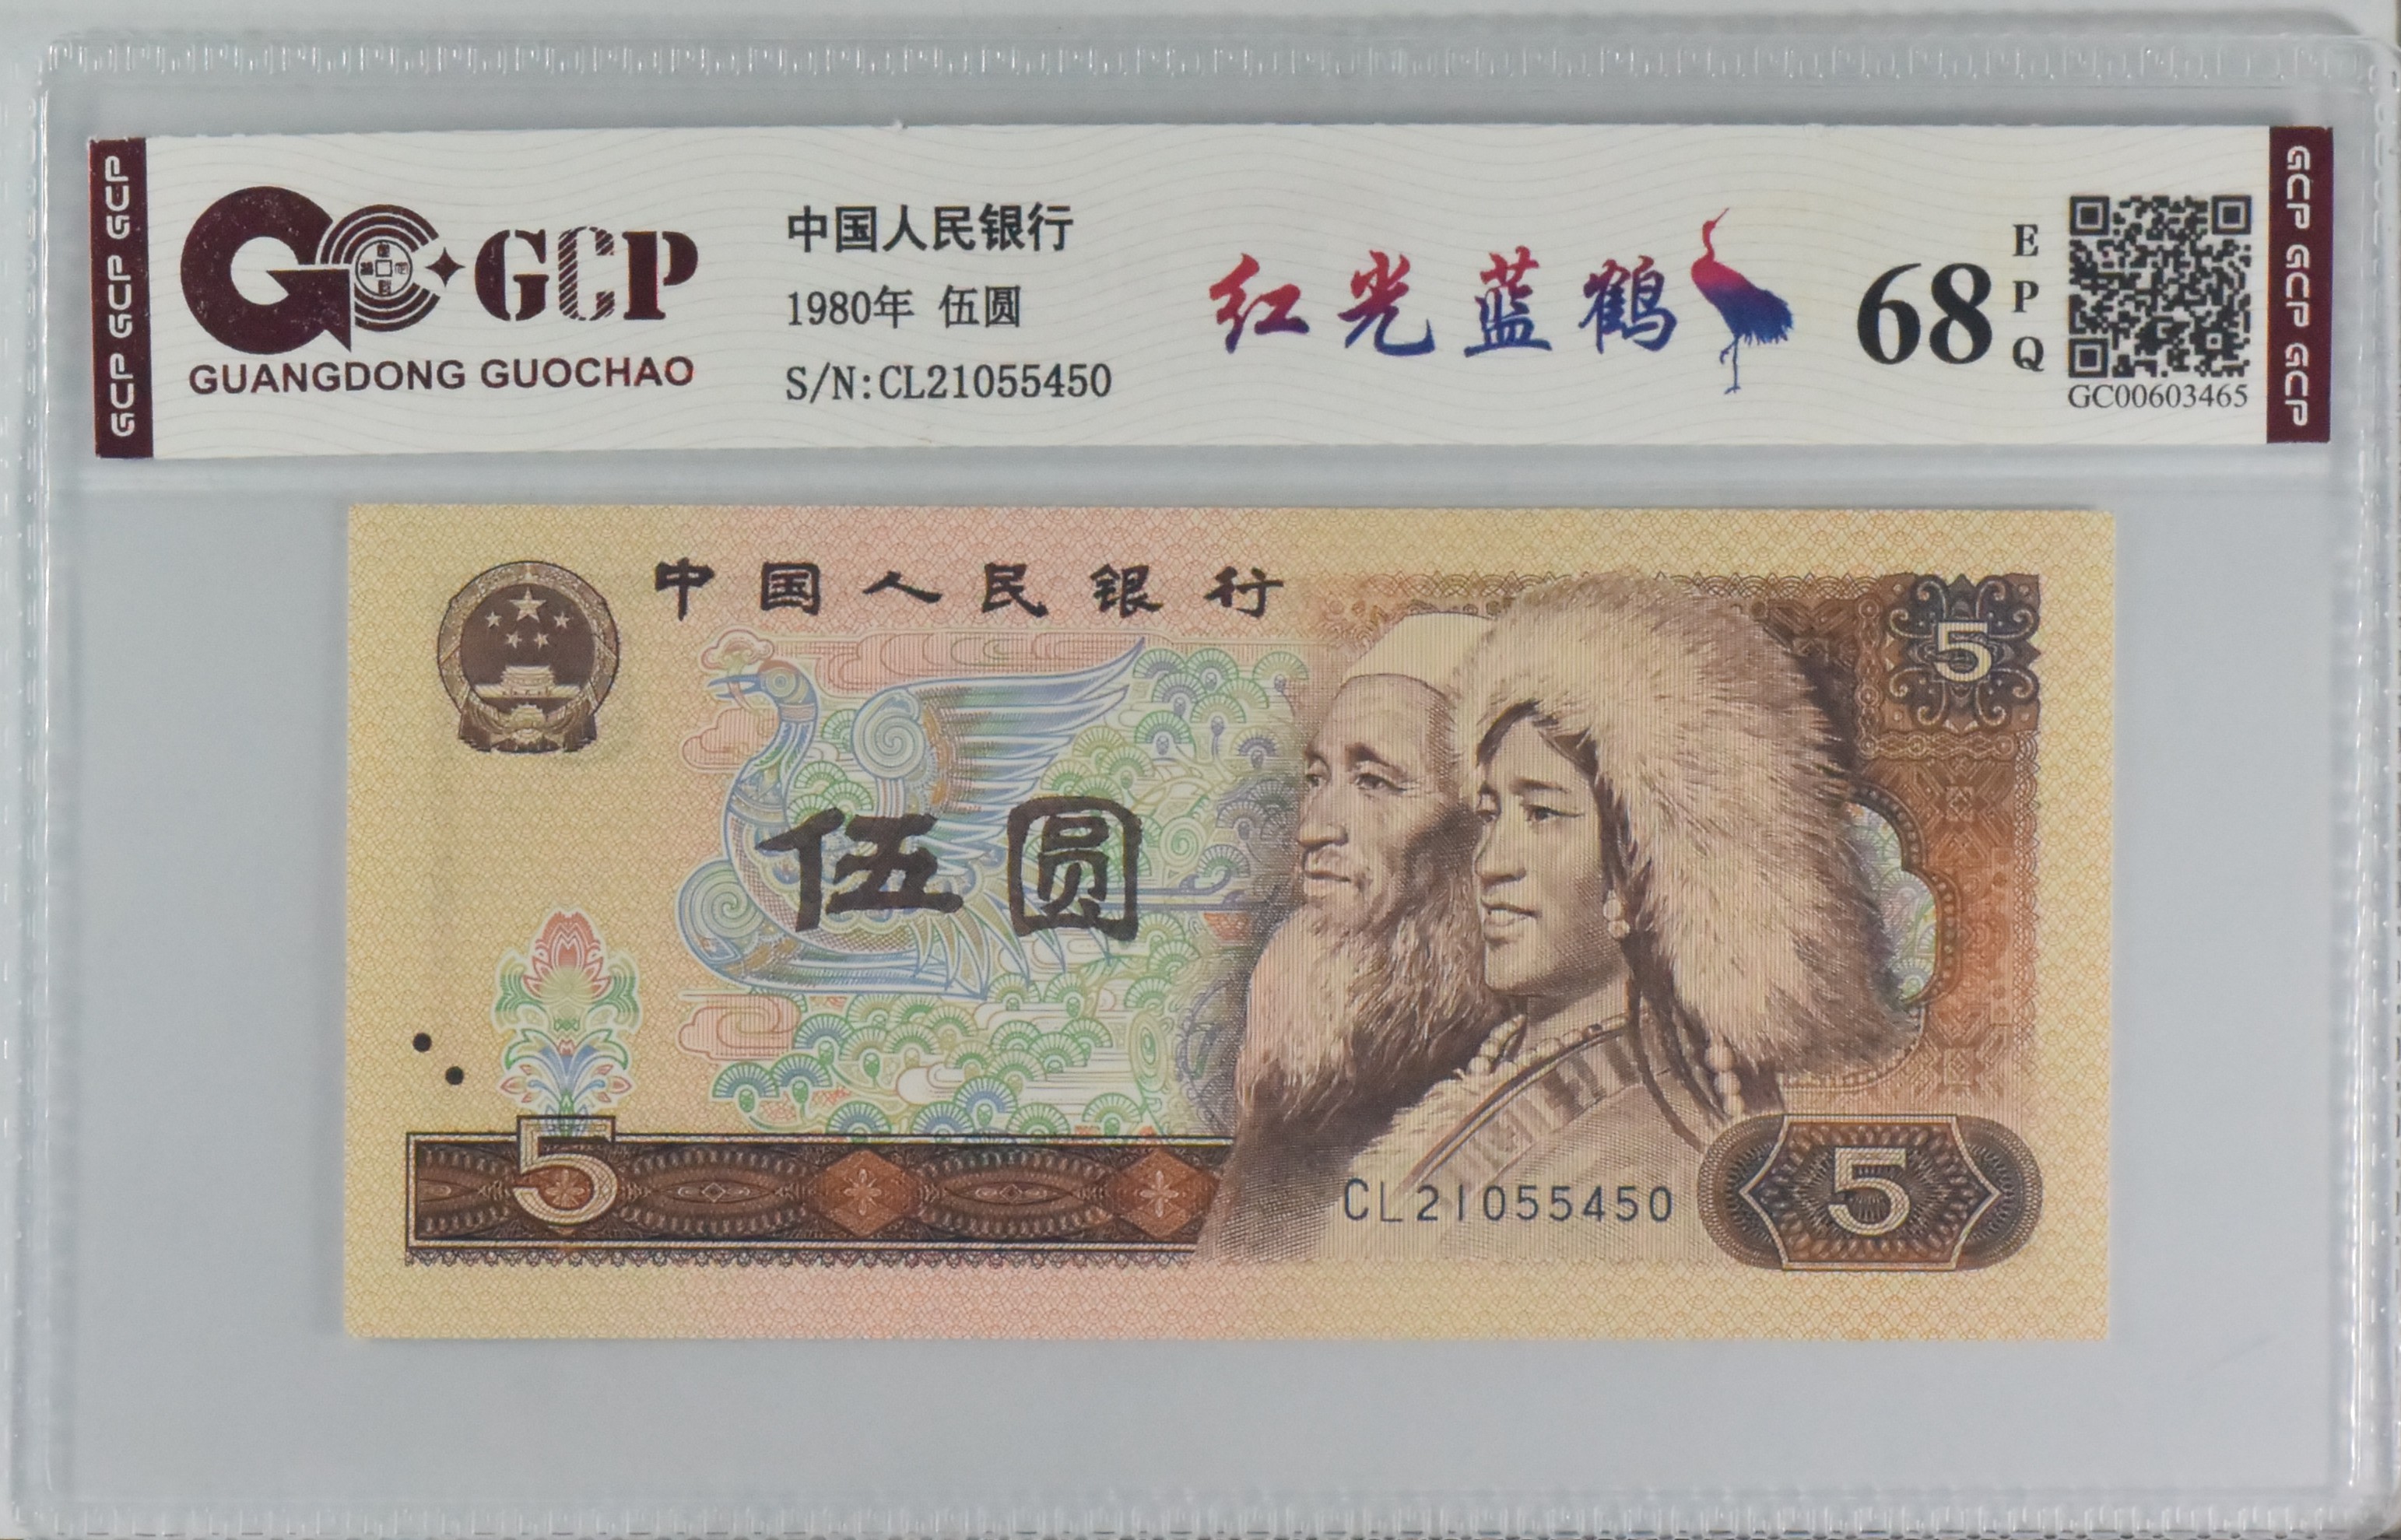 GCP GCP GCP
GCP
GUANGDONG GUOCHAO
中国人民银行
1980年 伍圆
S/N:CL21055450
红光蓝鹤
68
E
P
Q
GC00603465
GCP GCP GCP
中国人民银行
5
伍圆
5
CL21055450
5